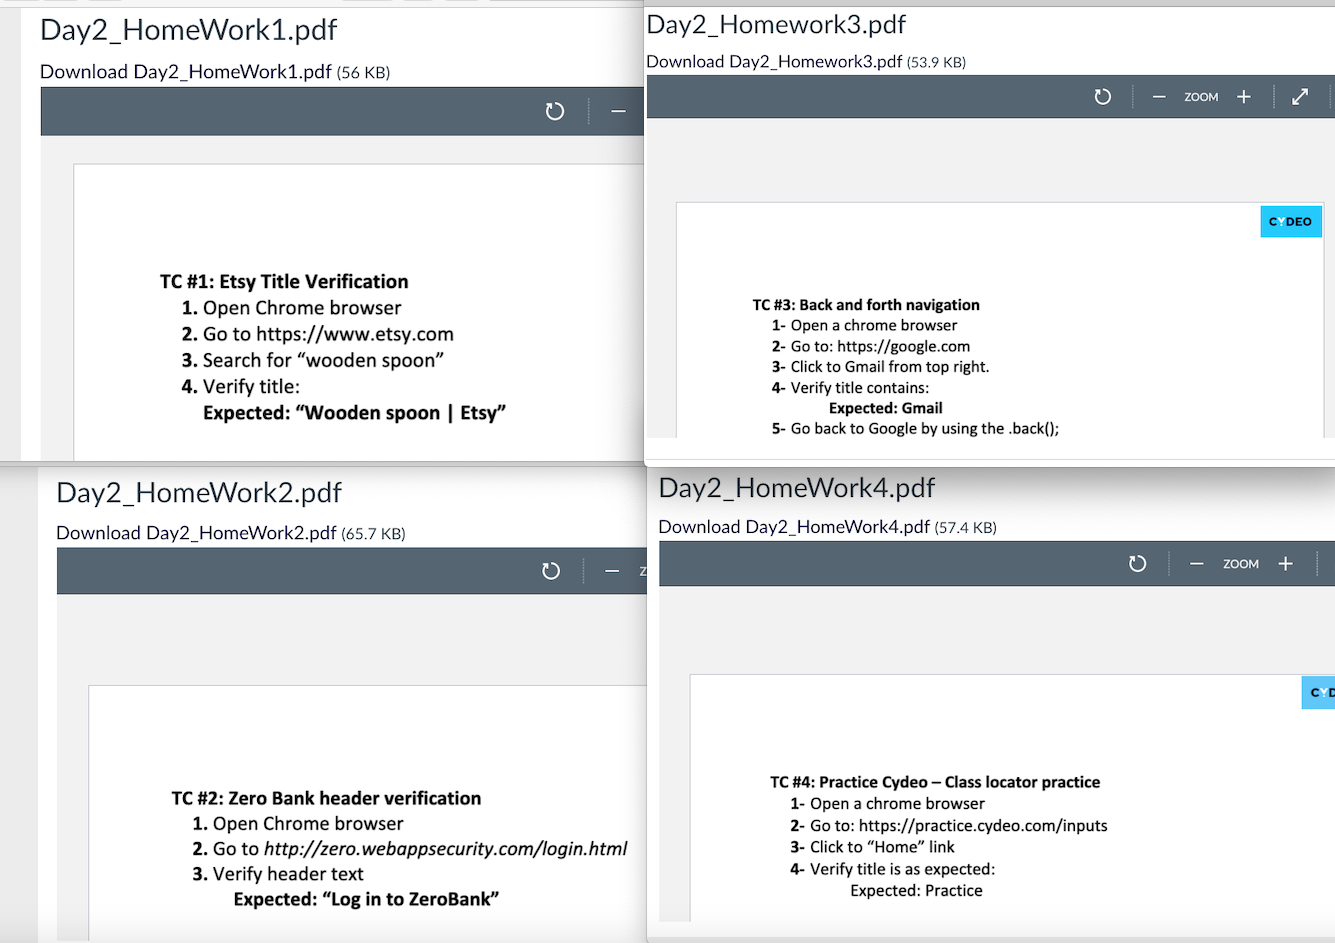 Day2_HomeWork1.pdf
Download Day2_HomeWork1.pdf (56 KB)
TC #1: Etsy Title Verification
1. Open Chrome browser
2. Go to https://www.etsy.com
3. Search for “wooden spoon”
4. Verify title:
Expected: “Wooden spoon | Etsy”
Day2_Homework3.pdf
Download Day2_Homework3.pdf (53.9 KB)
ZOOM
CYDEO
TC #3: Back and forth navigation
1- Open a chrome browser
2- Go to: https://google.com
3- Click to Gmail from top right.
4- Verify title contains:
Expected: Gmail
5- Go back to Google by using the .back();
Day2_HomeWork2.pdf
Download Day2_HomeWork2.pdf (65.7 KB)
Z
TC #2: Zero Bank header verification
1. Open Chrome browser
2. Go to http://zero.webappsecurity.com/login.html
3. Verify header text
Expected: “Log in to ZeroBank”
Day2_HomeWork4.pdf
Download Day2_HomeWork4.pdf (57.4 KB)
ZOOM
CYD
TC #4: Practice Cydeo – Class locator practice
1- Open a chrome browser
2- Go to: https://practice.cydeo.com/inputs
3- Click to “Home” link
4- Verify title is as expected:
Expected: Practice